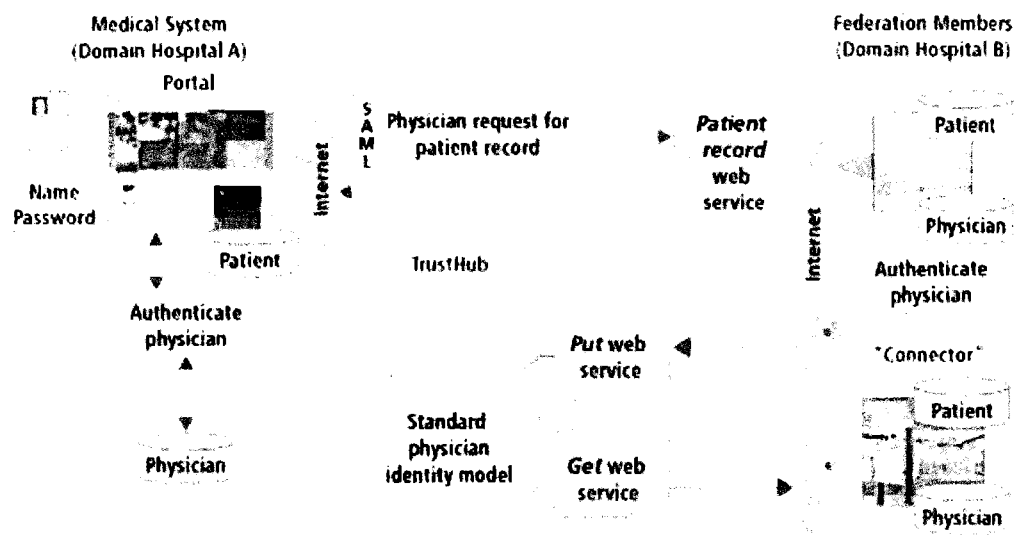 Medical System
(Domain Hospital A)
Portal
Name
Password
Patient
Authenticate
physician
Physician
Internet
SAML
Physician request for
patient record
TrustHub
Standard
physician
identity model
Patient
record
web
service
Put web
service
Get web
service
Internet
Federation Members
(Domain Hospital B)
Patient
Physician
Authenticate
physician
"Connector"
Patient
Physician